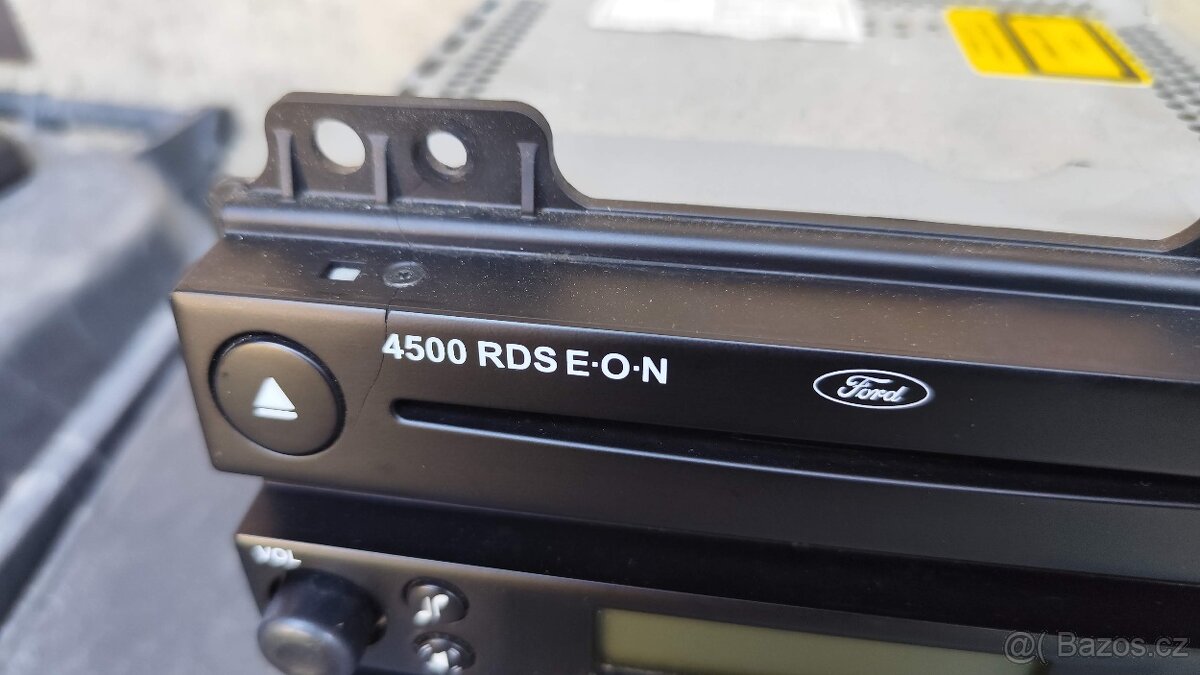 4500 RDS E·O·N
Ford
VOL
@( Bazos.cz